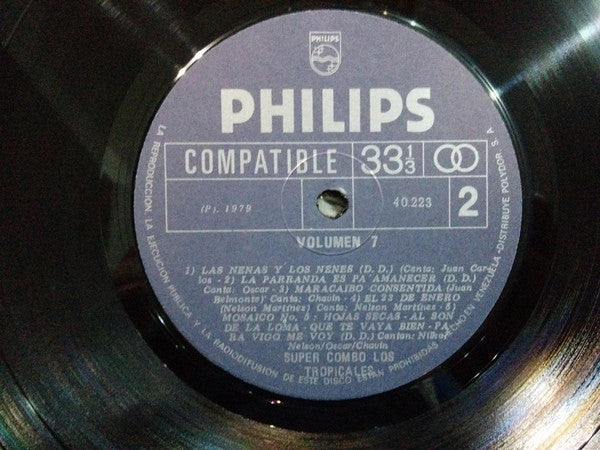 PHILIPS
PHILIPS
COMPATIBLE 33 1/3
(P). 1979
40.223
2
VOLUMEN 7
1) LAS NENAS Y LOS NENES (D. D.) (Canta: Juan Car-
los - 2) LA PARRANDA ES PA' AMANECER (D. D.)
Canta: Oscar - 3) MARACAIBO CONSENTIDA (Juan
Belmonte) Canta: Chavin - 4) EL 23 DE ENERO
(Nelson Martinez) Canta: Nelson Martinez - 5)
MOSAICO No. 5: HOJAS SECAS - AL SON
DE LA LOMA - QUE TE VAYA BIEN - PA-
RA VIGO ME VOY (D. D.) Cantan: Nilho/
Nelson/Oscar/Chavin
SUPER COMBO LOS
TROPICALES
LA REPRODUCCION, LA EJECUCION PUBLICA Y LA RADIODIFUSION DE ESTE DISCO ESTAN PROHIBIDAS HECHO EN VENEZUELA - DISTRIBUYE POLYDOR S. A.